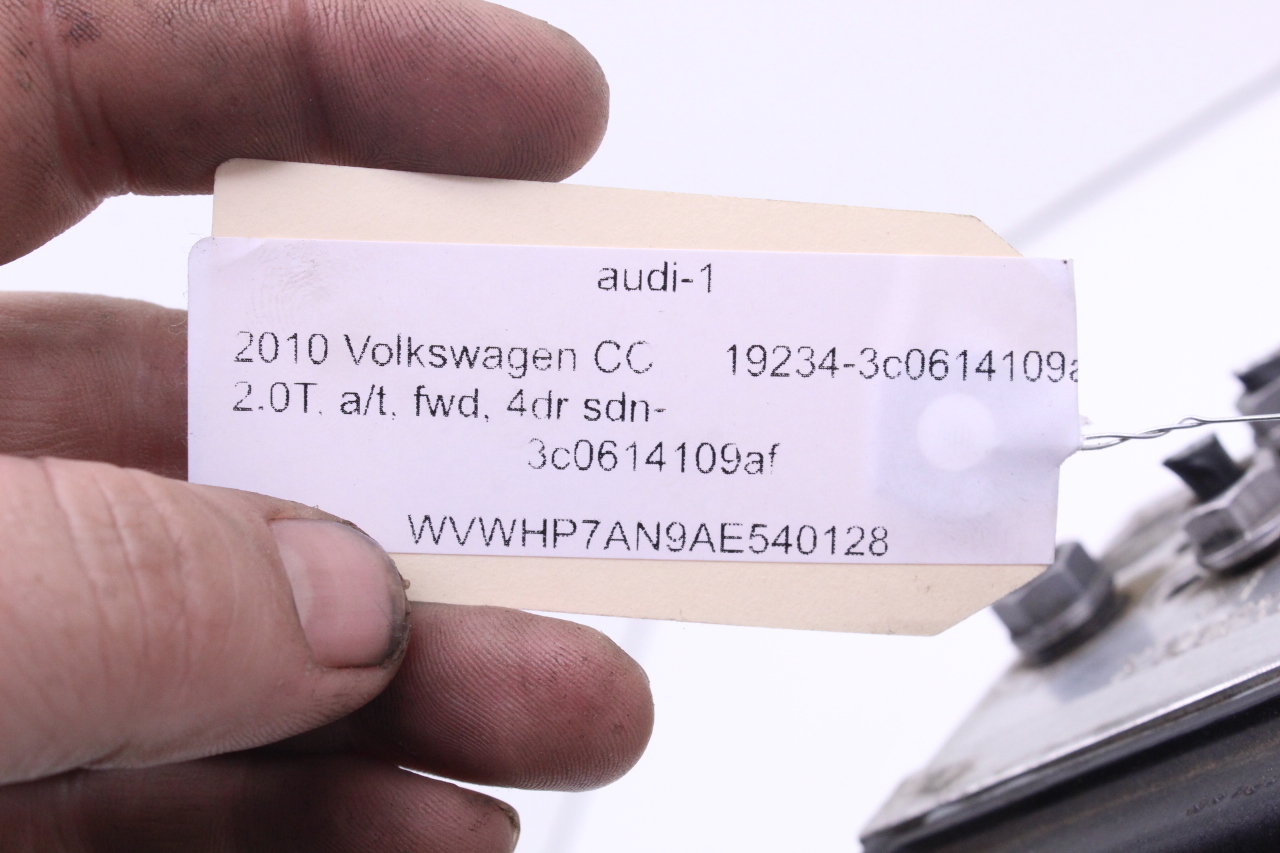 audi-1
2010 Volkswagen CC 19234-3c0614109a
2.0T, a/t, fwd, 4dr sdn-
3c0614109af
WVWHP7AN9AE540128